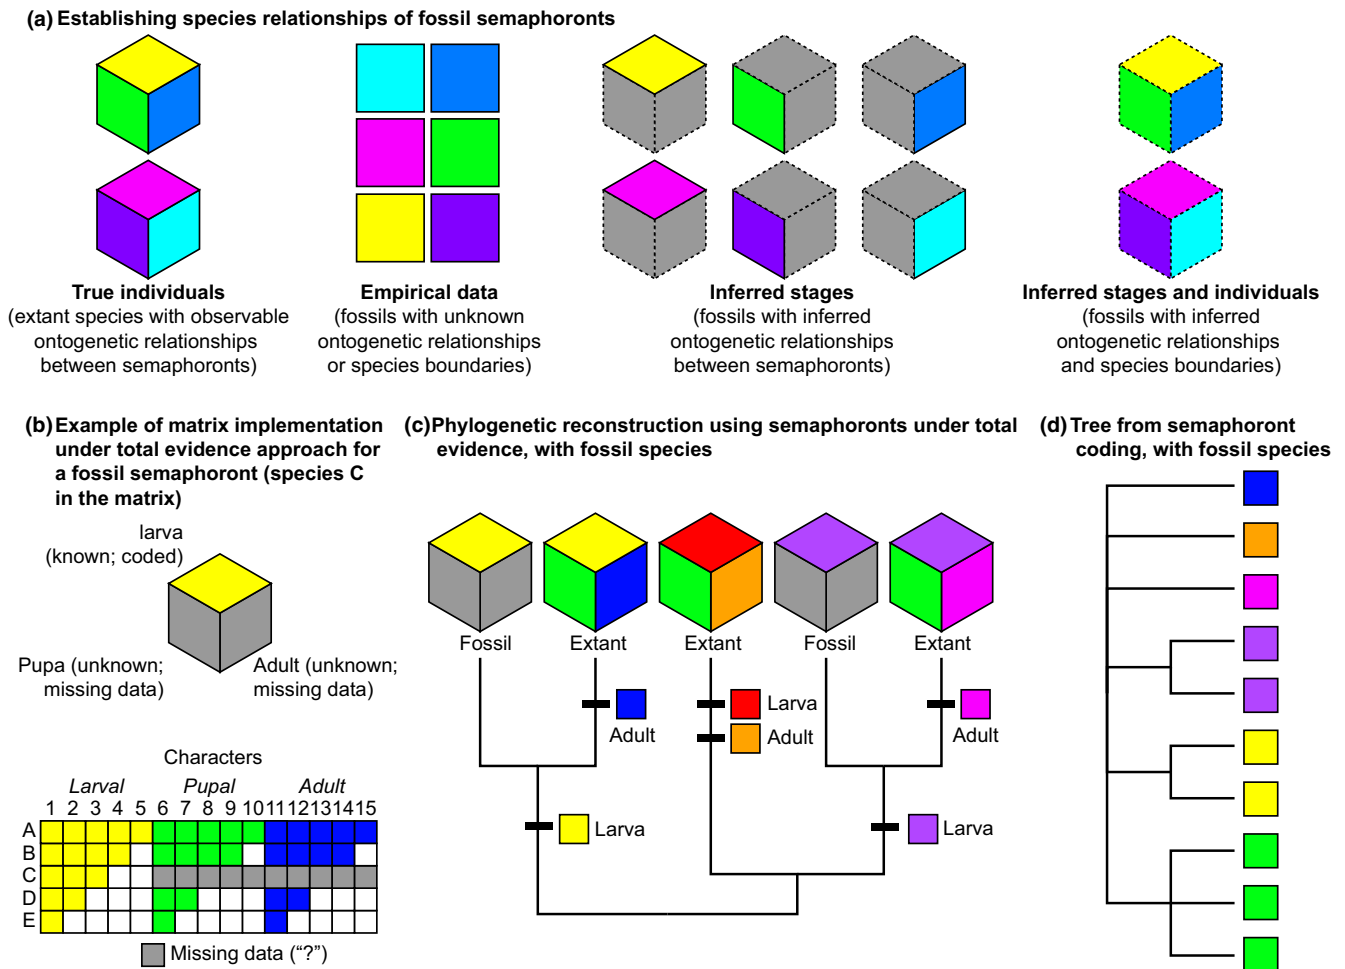 (a) Establishing species relationships of fossil semaphoronts
True individuals
(extant species with observable
ontogenetic relationships
between semaphoronts)
Empirical data
(fossils with unknown
ontogenetic relationships
or species boundaries)
Inferred stages
(fossils with inferred
ontogenetic relationships
between semaphoronts)
Inferred stages and individuals
(fossils with inferred
ontogenetic relationships
and species boundaries)
(b) Example of matrix implementation
under total evidence approach for
a fossil semaphoront (species C
in the matrix)
larva
(known; coded)
Pupa (unknown;
missing data)
Adult (unknown;
missing data)
Characters
Larval Pupal Adult
1 2 3 4 5 6 7 8 9 10 11 12 13 14 15
A
B
C
D
E
Missing data (“?”)
(c) Phylogenetic reconstruction using semaphoronts under total
evidence, with fossil species
Fossil Extant Extant Fossil Extant
Adult
Larva
Adult
Adult
Larva
Larva
(d) Tree from semaphoront
coding, with fossil species